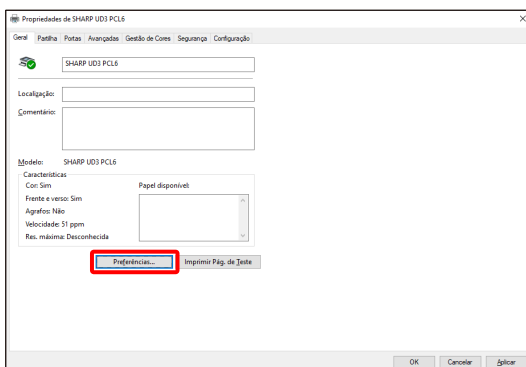 Propriedades de SHARP UD3 PCL6
Geral Partilha Portas Avançadas Gestão de Cores Segurança Configuração
SHARP UD3 PCL6
Localização:
Comentário:
Modelo: SHARP UD3 PCL6
Características
Cor: Sim Papel disponível:
Frente e verso: Sim
Agrafos: Não
Velocidade: 51 ppm
Res. máxima: Desconhecida
Preferências... Imprimir Pág. de Teste
OK Cancelar Aplicar